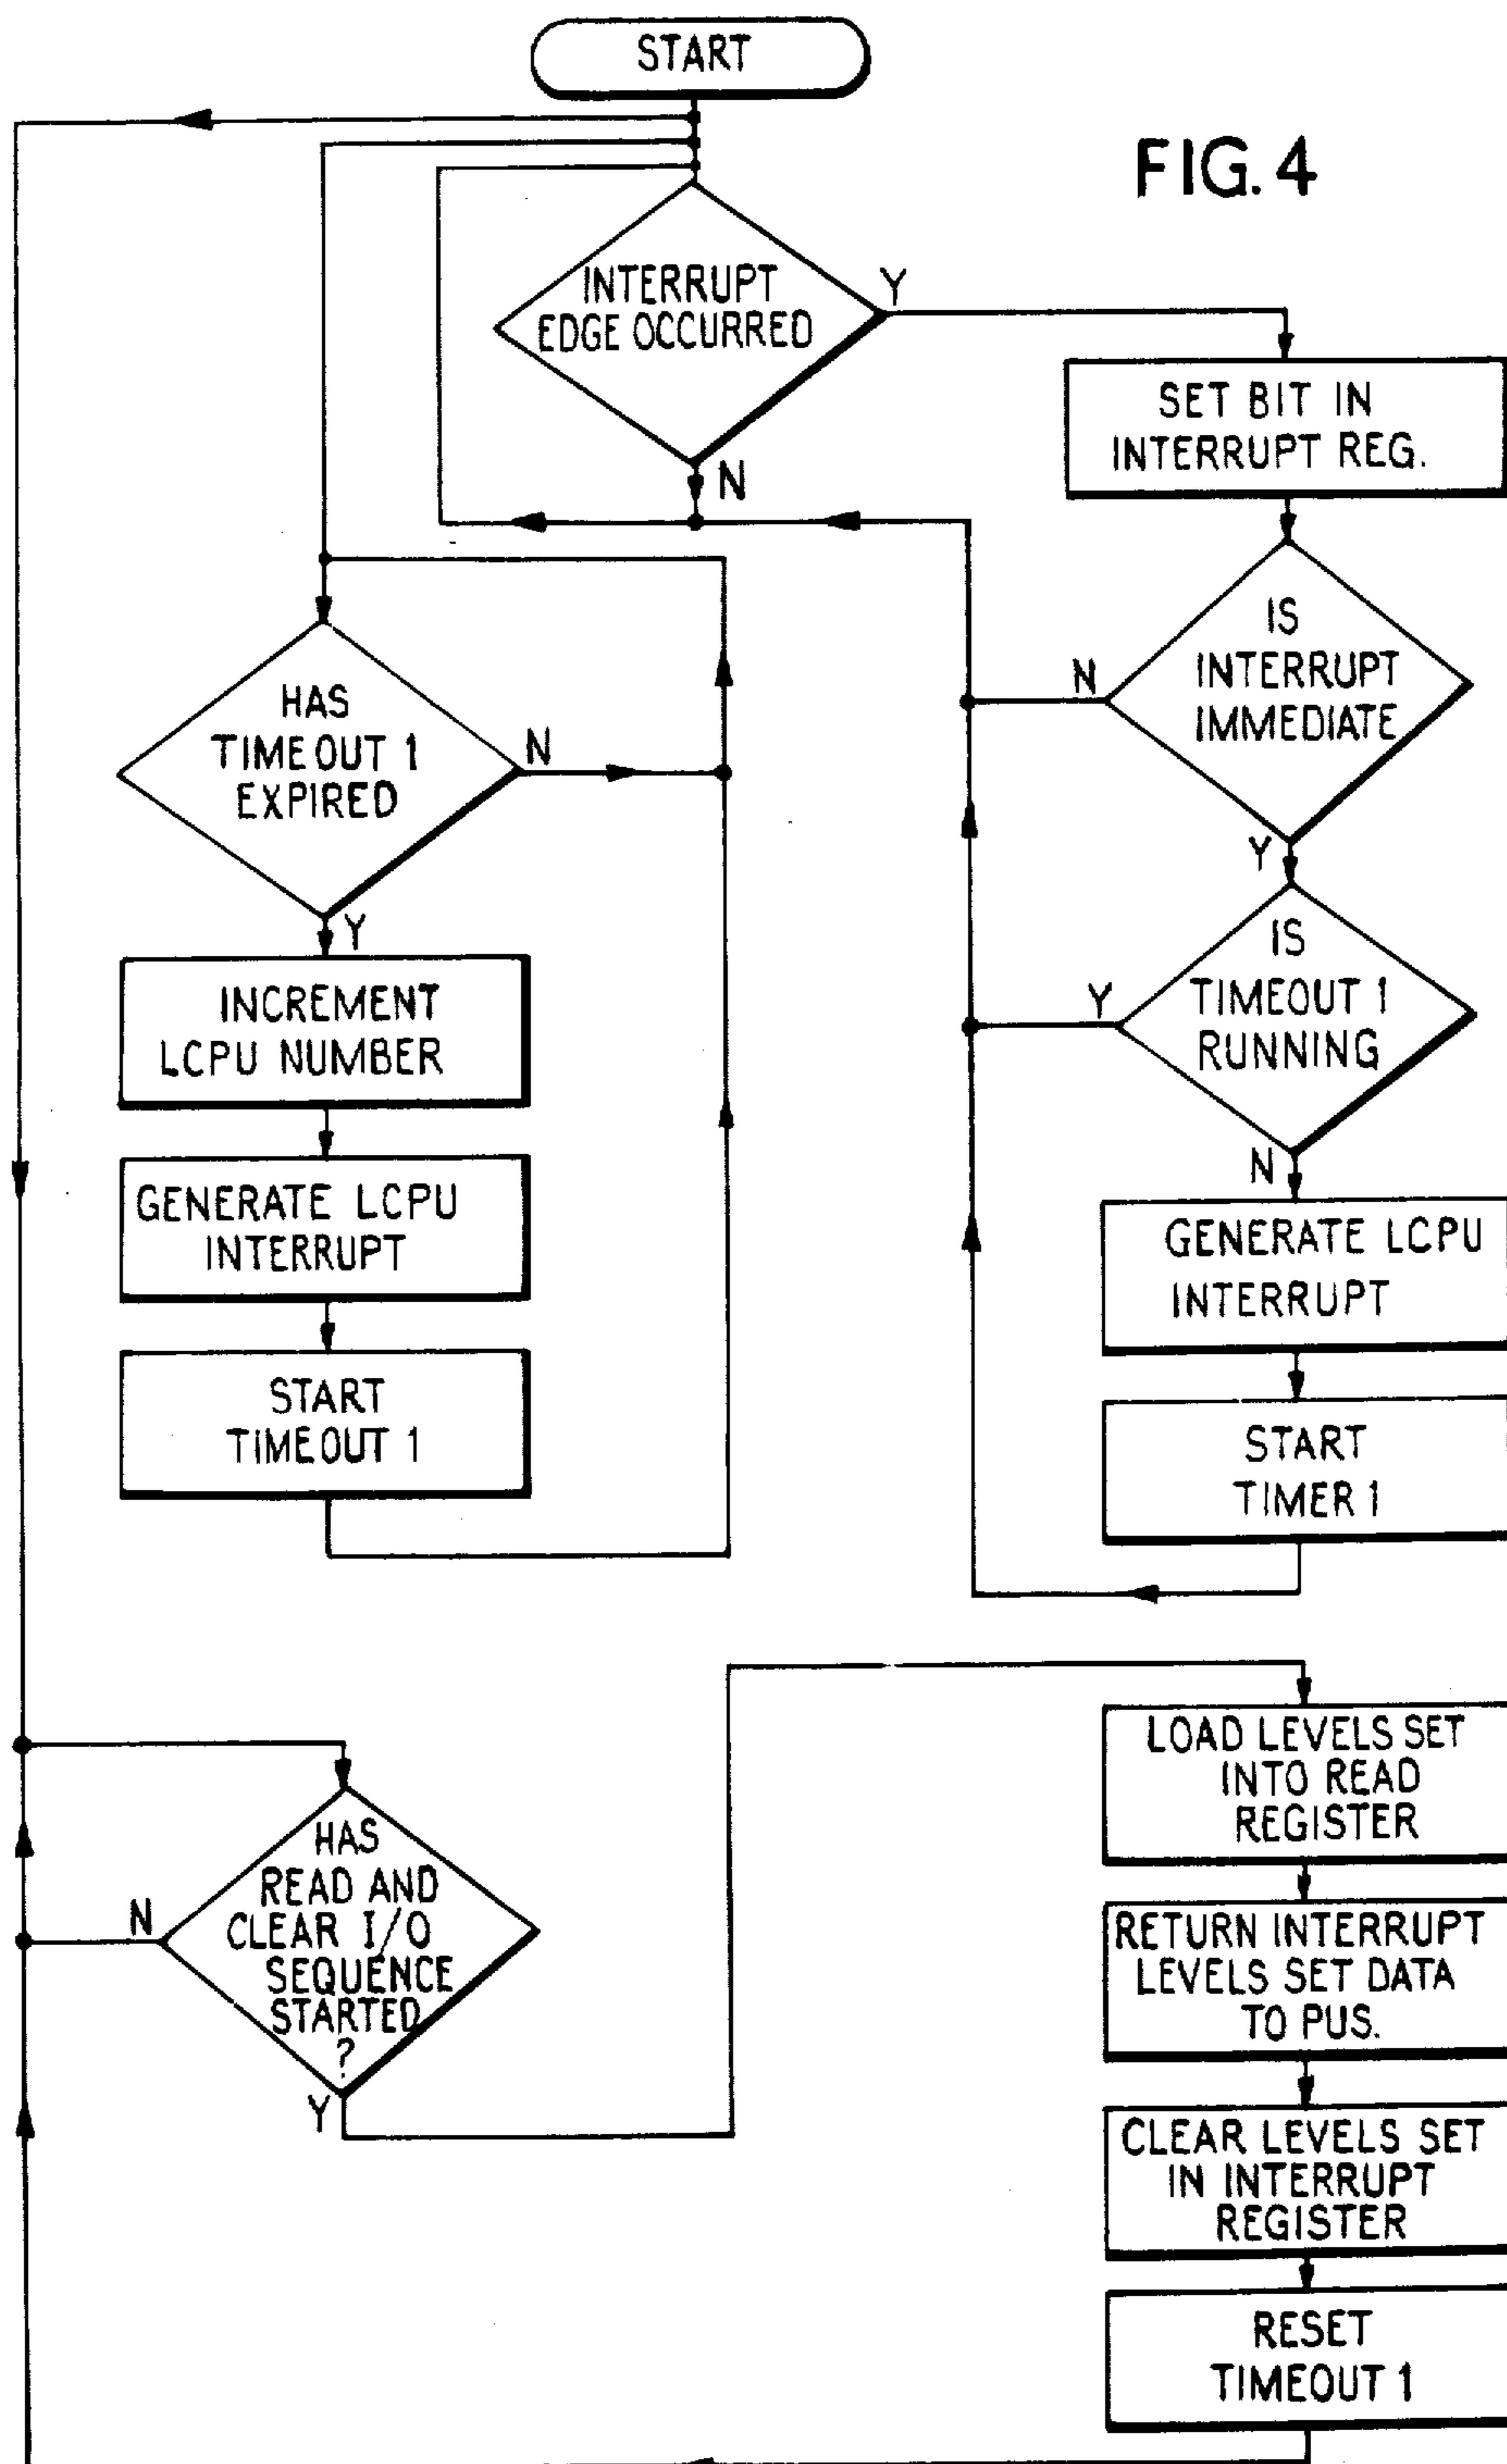 START
FIG. 4
INTERRUPT
EDGE OCCURRED
Y
N
SET BIT IN
INTERRUPT REG.
IS
INTERRUPT
IMMEDIATE
N
Y
IS
TIMEOUT 1
RUNNING
Y
N
GENERATE LCPU
INTERRUPT
START
TIMER 1
HAS
TIMEOUT 1
EXPIRED
N
Y
INCREMENT
LCPU NUMBER
GENERATE LCPU
INTERRUPT
START
TIMEOUT 1
HAS
READ AND
CLEAR I/O
SEQUENCE
STARTED
?
N
Y
LOAD LEVELS SET
INTO READ
REGISTER
RETURN INTERRUPT
LEVELS SET DATA
TO PUS.
CLEAR LEVELS SET
IN INTERRUPT
REGISTER
RESET
TIMEOUT 1